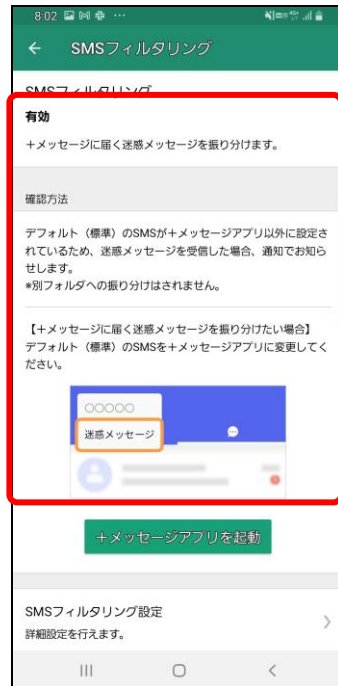 8:02
SMSフィルタリング
SMSフィルタリング
有効
+メッセージに届く迷惑メッセージを振り分けます。
確認方法
デフォルト（標準）のSMSが+メッセージアプリ以外に設定さ
れているため、迷惑メッセージを受信した場合、通知でお知ら
せします。
*別フォルダへの振り分けはされません。
【+メッセージに届く迷惑メッセージを振り分けたい場合】
デフォルト（標準）のSMSを+メッセージアプリに変更してく
ださい。
○○○○○
迷惑メッセージ
+メッセージアプリを起動
SMSフィルタリング設定
詳細設定を行えます。